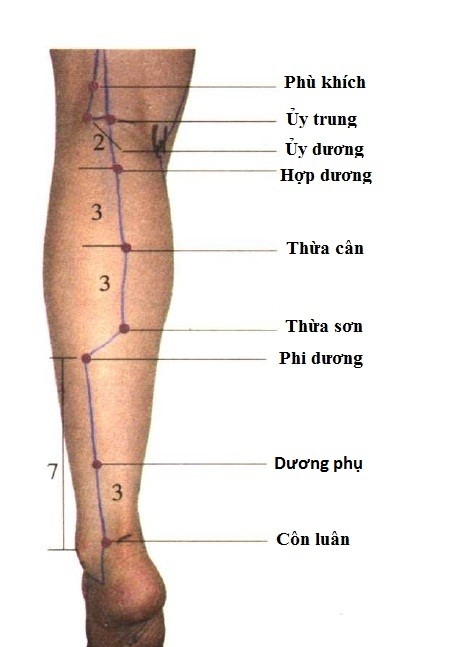 Phù khích
Ủy trung
Ủy dương
2
Hợp dương
3
Thừa cân
3
Thừa sơn
Phi dương
7
Dương phụ
3
Côn luân